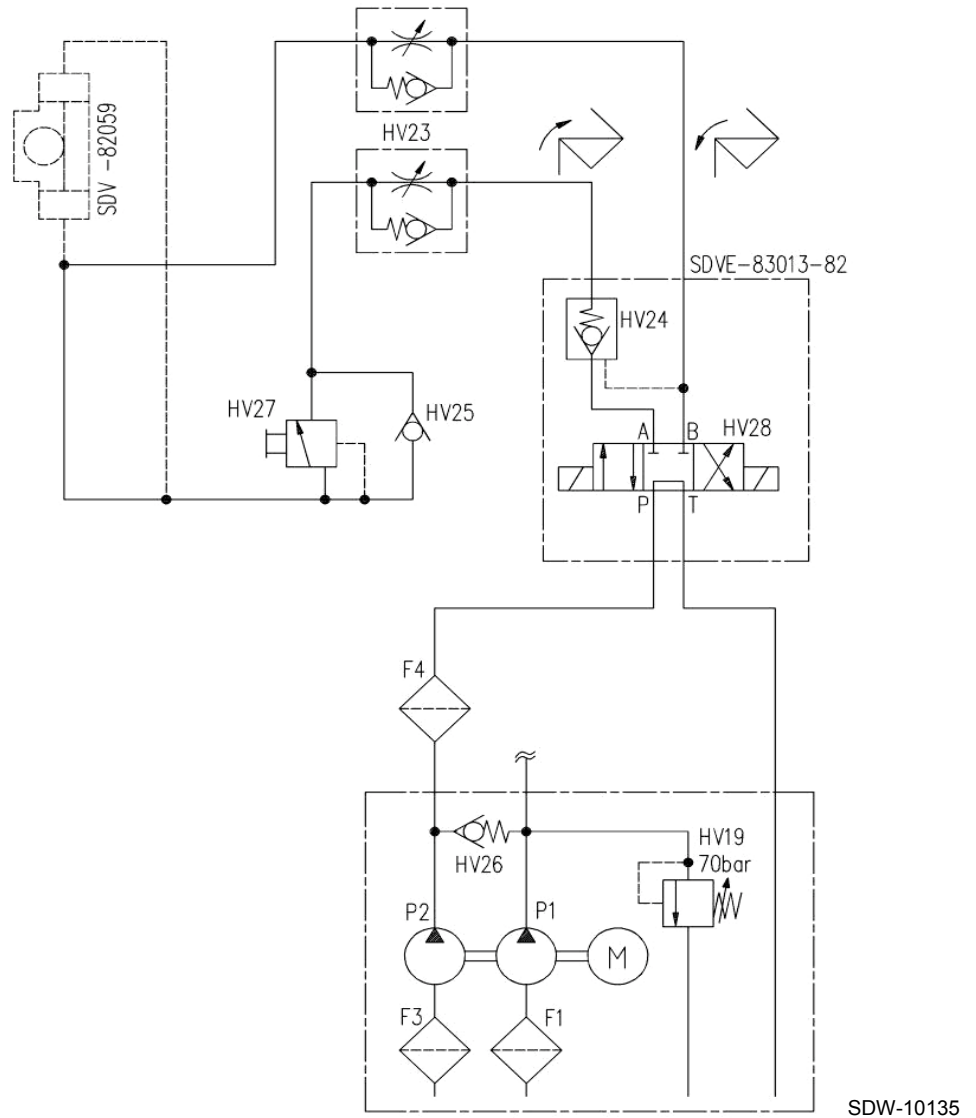 SDV -82059
HV23
SDVE-83013-82
HV24
HV27
HV25
A B
HV28
P T
F4
HV26
HV19
70bar
P2
P1
M
F3
F1
SDW-10135